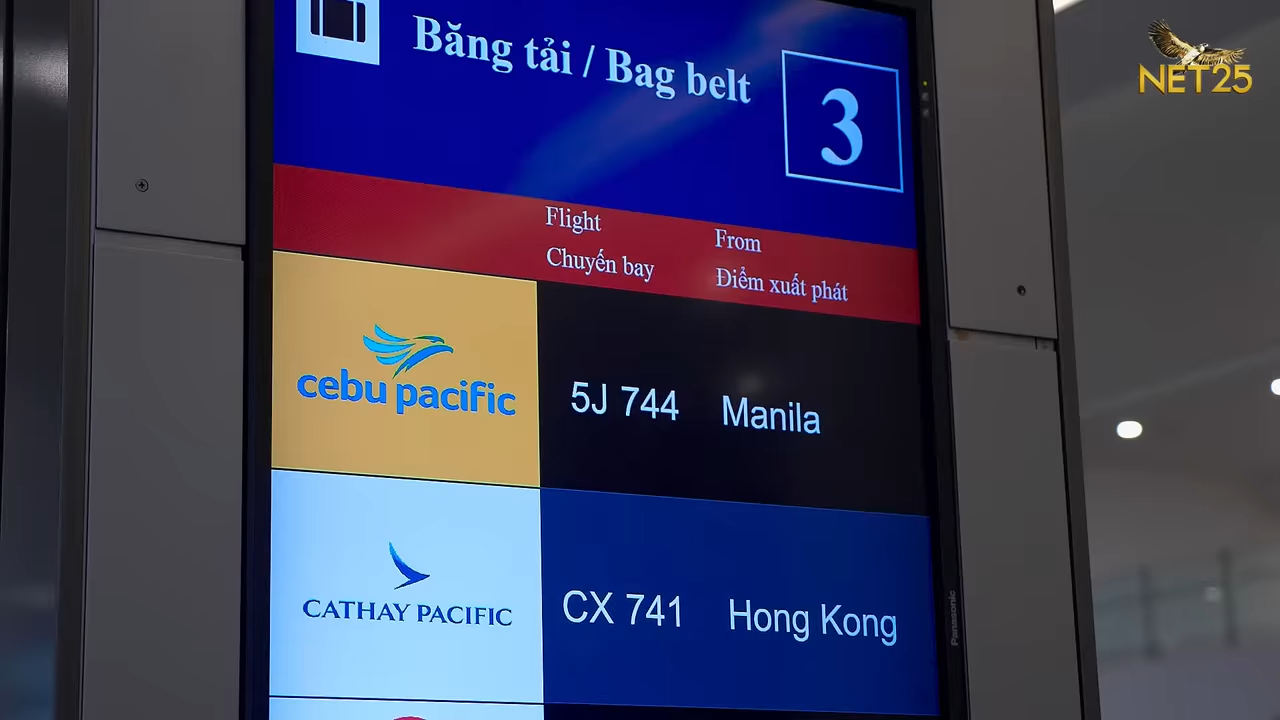 NET25
Băng tải / Bag belt
3
Flight
Chuyến bay
From
Điểm xuất phát
cebu pacific
5J 744
Manila
CATHAY PACIFIC
CX 741
Hong Kong
Panasonic